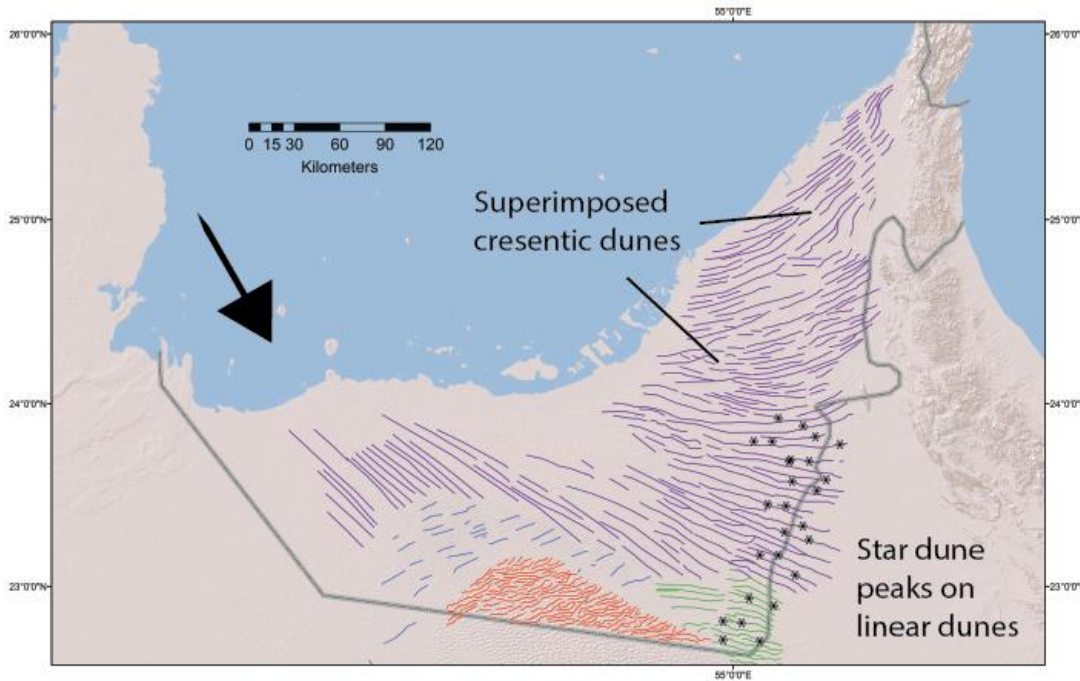 55°0'0"E
26°0'0"N 26°0'0"N
0 15 30 60 90 120
Kilometers
Superimposed
cresentic dunes
25°0'0"N 25°0'0"N
24°0'0"N 24°0'0"N
Star dune
peaks on
linear dunes
23°0'0"N 23°0'0"N
55°0'0"E